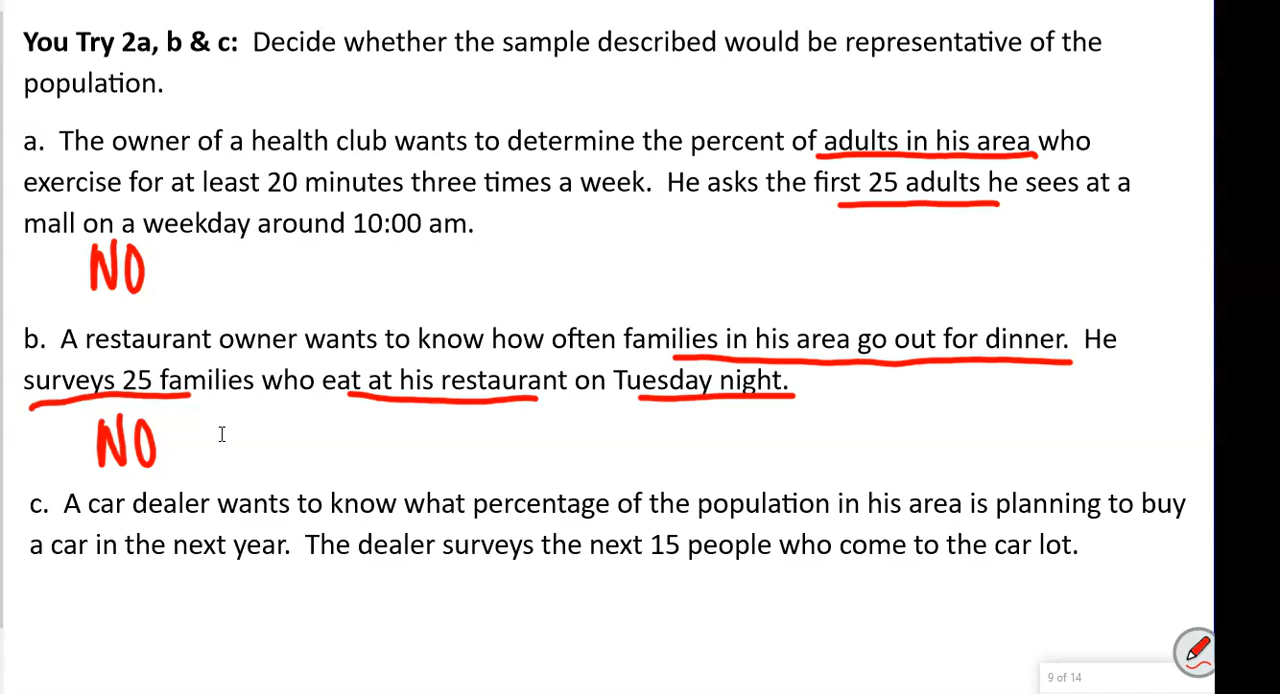 You Try 2a, b & c: Decide whether the sample described would be representative of the
population.
a. The owner of a health club wants to determine the percent of adults in his area who
exercise for at least 20 minutes three times a week. He asks the first 25 adults he sees at a
mall on a weekday around 10:00 am.
NO
b. A restaurant owner wants to know how often families in his area go out for dinner. He
surveys 25 families who eat at his restaurant on Tuesday night.
NO
c. A car dealer wants to know what percentage of the population in his area is planning to buy
a car in the next year. The dealer surveys the next 15 people who come to the car lot.
9 of 14